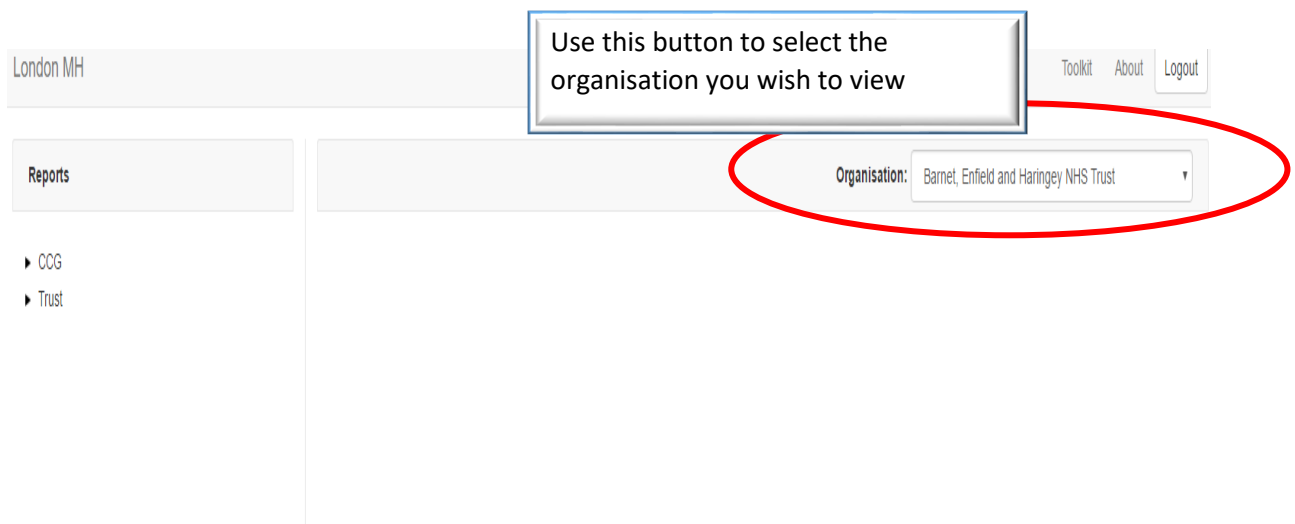 Use this button to select the
organisation you wish to view
London MH
Toolkit About Logout
Reports
Organisation: Barnet, Enfield and Haringey NHS Trust
CCG
Trust